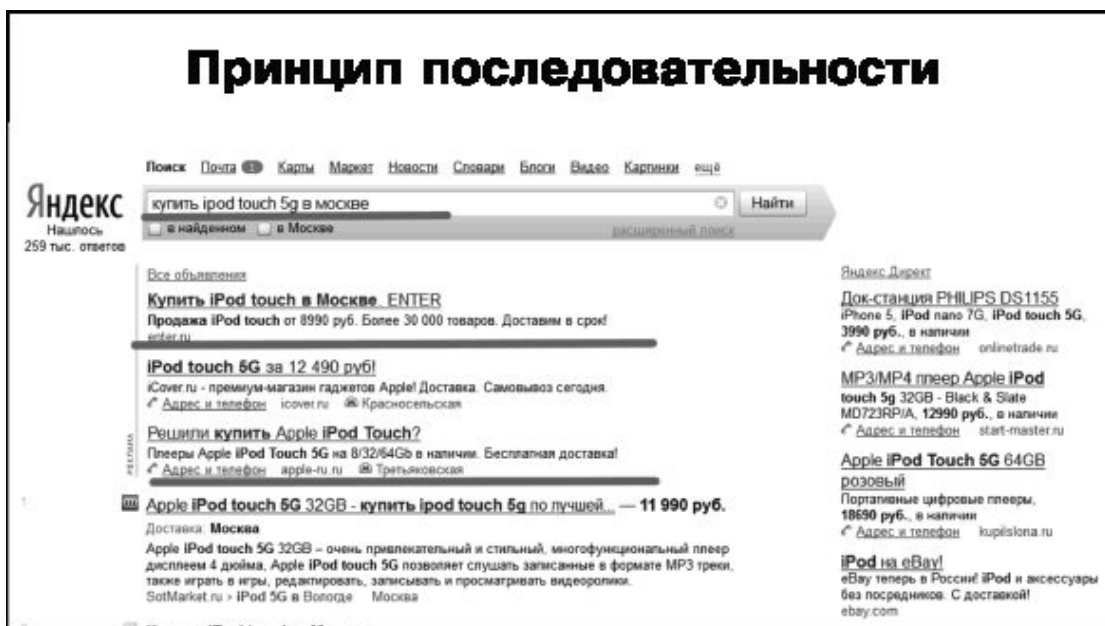 Принцип последовательности
Поиск Почта Карты Маркет Новости Словари Блоги Видео Картинки ещё
Яндекс
купить ipod touch 5g в москве
Найти
Нашлось
259 тыс. ответов
в найденном в Москве расширенный поиск
Все объявления
Купить iPod touch в Москве. ENTER
Продажа iPod touch от 8990 руб. Более 30 000 товаров. Доставим в срок!
enter.ru
iPod touch 5G за 12 490 руб!
iCover.ru - премиум-магазин гаджетов Apple! Доставка. Самовывоз сегодня.
Адрес и телефон icover.ru Красносельская
Решили купить Apple iPod Touch?
Плееры Apple iPod Touch 5G на 8/32/64Gb в наличии. Бесплатная доставка!
Адрес и телефон apple-ru.ru Третьяковская
РЕКЛАМА
1
Apple iPod touch 5G 32GB - купить ipod touch 5g по лучшей... — 11 990 руб.
Доставка: Москва
Apple iPod touch 5G 32GB – очень привлекательный и стильный, многофункциональный плеер
дисплеем 4 дюйма, Apple iPod touch 5G позволяет слушать записанные в формате MP3 треки,
также играть в игры, редактировать, записывать и просматривать видеоролики.
SotMarket.ru › iPod 5G в Вологде Москва
Яндекс.Директ
Док-станция PHILIPS DS1155
iPhone 5, iPod nano 7G, iPod touch 5G,
3990 руб., в наличии
Адрес и телефон onlinetrade.ru
MP3/MP4 плеер Apple iPod
touch 5g 32GB - Black & Slate
MD723RP/A, 12990 руб., в наличии
Адрес и телефон start-master.ru
Apple iPod Touch 5G 64GB
розовый
Портативные цифровые плееры,
18690 руб., в наличии
Адрес и телефон kupislona.ru
iPod на eBay!
eBay теперь в России! iPod и аксессуары
без посредников. С доставкой!
ebay.com